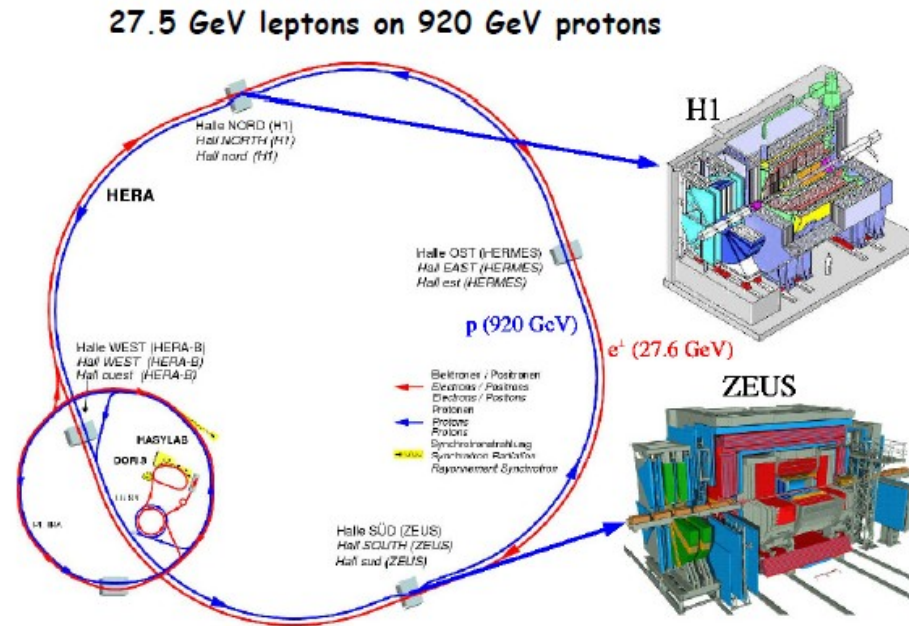 27.5 GeV leptons on 920 GeV protons
H1
Halle NORD (H1)
Hall NORTH (H1)
Hall nord (H1)
HERA
Halle OST (HERMES)
Hall EAST (HERMES)
Hall est (HERMES)
p (920 GeV)
(27.6 GeV)
Halle WEST (HERA-B)
Hall WEST (HERA-B)
Hall ouest (HERA-B)
Elektronen / Positronen
Electrons / Positrons
Electrons / Positons
Protonen
Protons
Protons
Synchrotronstrahlung
Synchrotron Radiation
Rayonnement Synchrotron
ZEUS
HASYLAB
DORIS
Halle SÜD (ZEUS)
Hall SOUTH (ZEUS)
Hall sud (ZEUS)